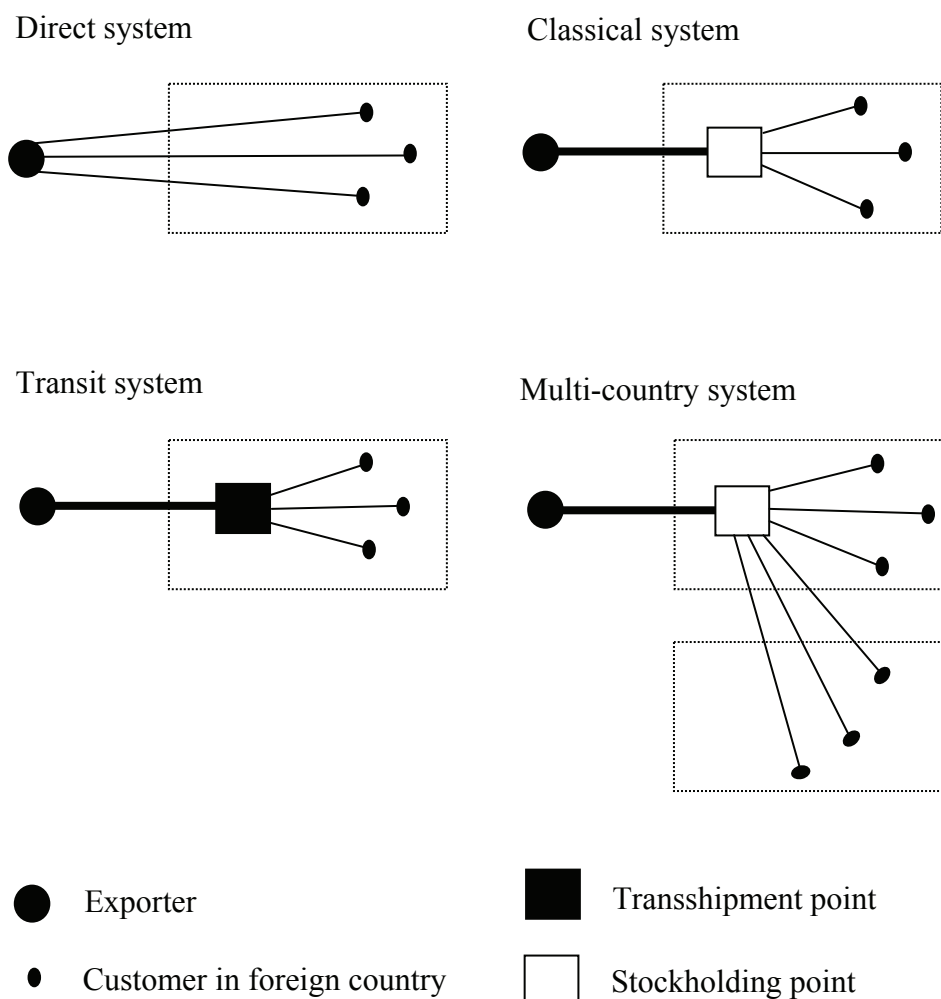 Direct system
Classical system
Transit system
Multi-country system
Exporter
Transshipment point
Customer in foreign country
Stockholding point